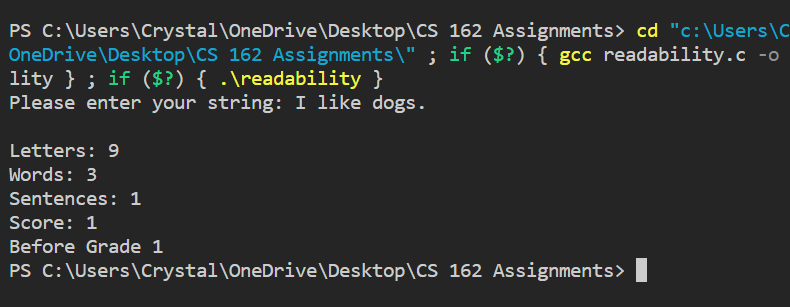 PS C:\Users\Crystal\OneDrive\Desktop\CS 162 Assignments> cd "c:\Users\C
OneDrive\Desktop\CS 162 Assignments\" ; if ($?) { gcc readability.c -o
lity } ; if ($?) { .\readability }
Please enter your string: I like dogs.
Letters: 9
Words: 3
Sentences: 1
Score: 1
Before Grade 1
PS C:\Users\Crystal\OneDrive\Desktop\CS 162 Assignments>